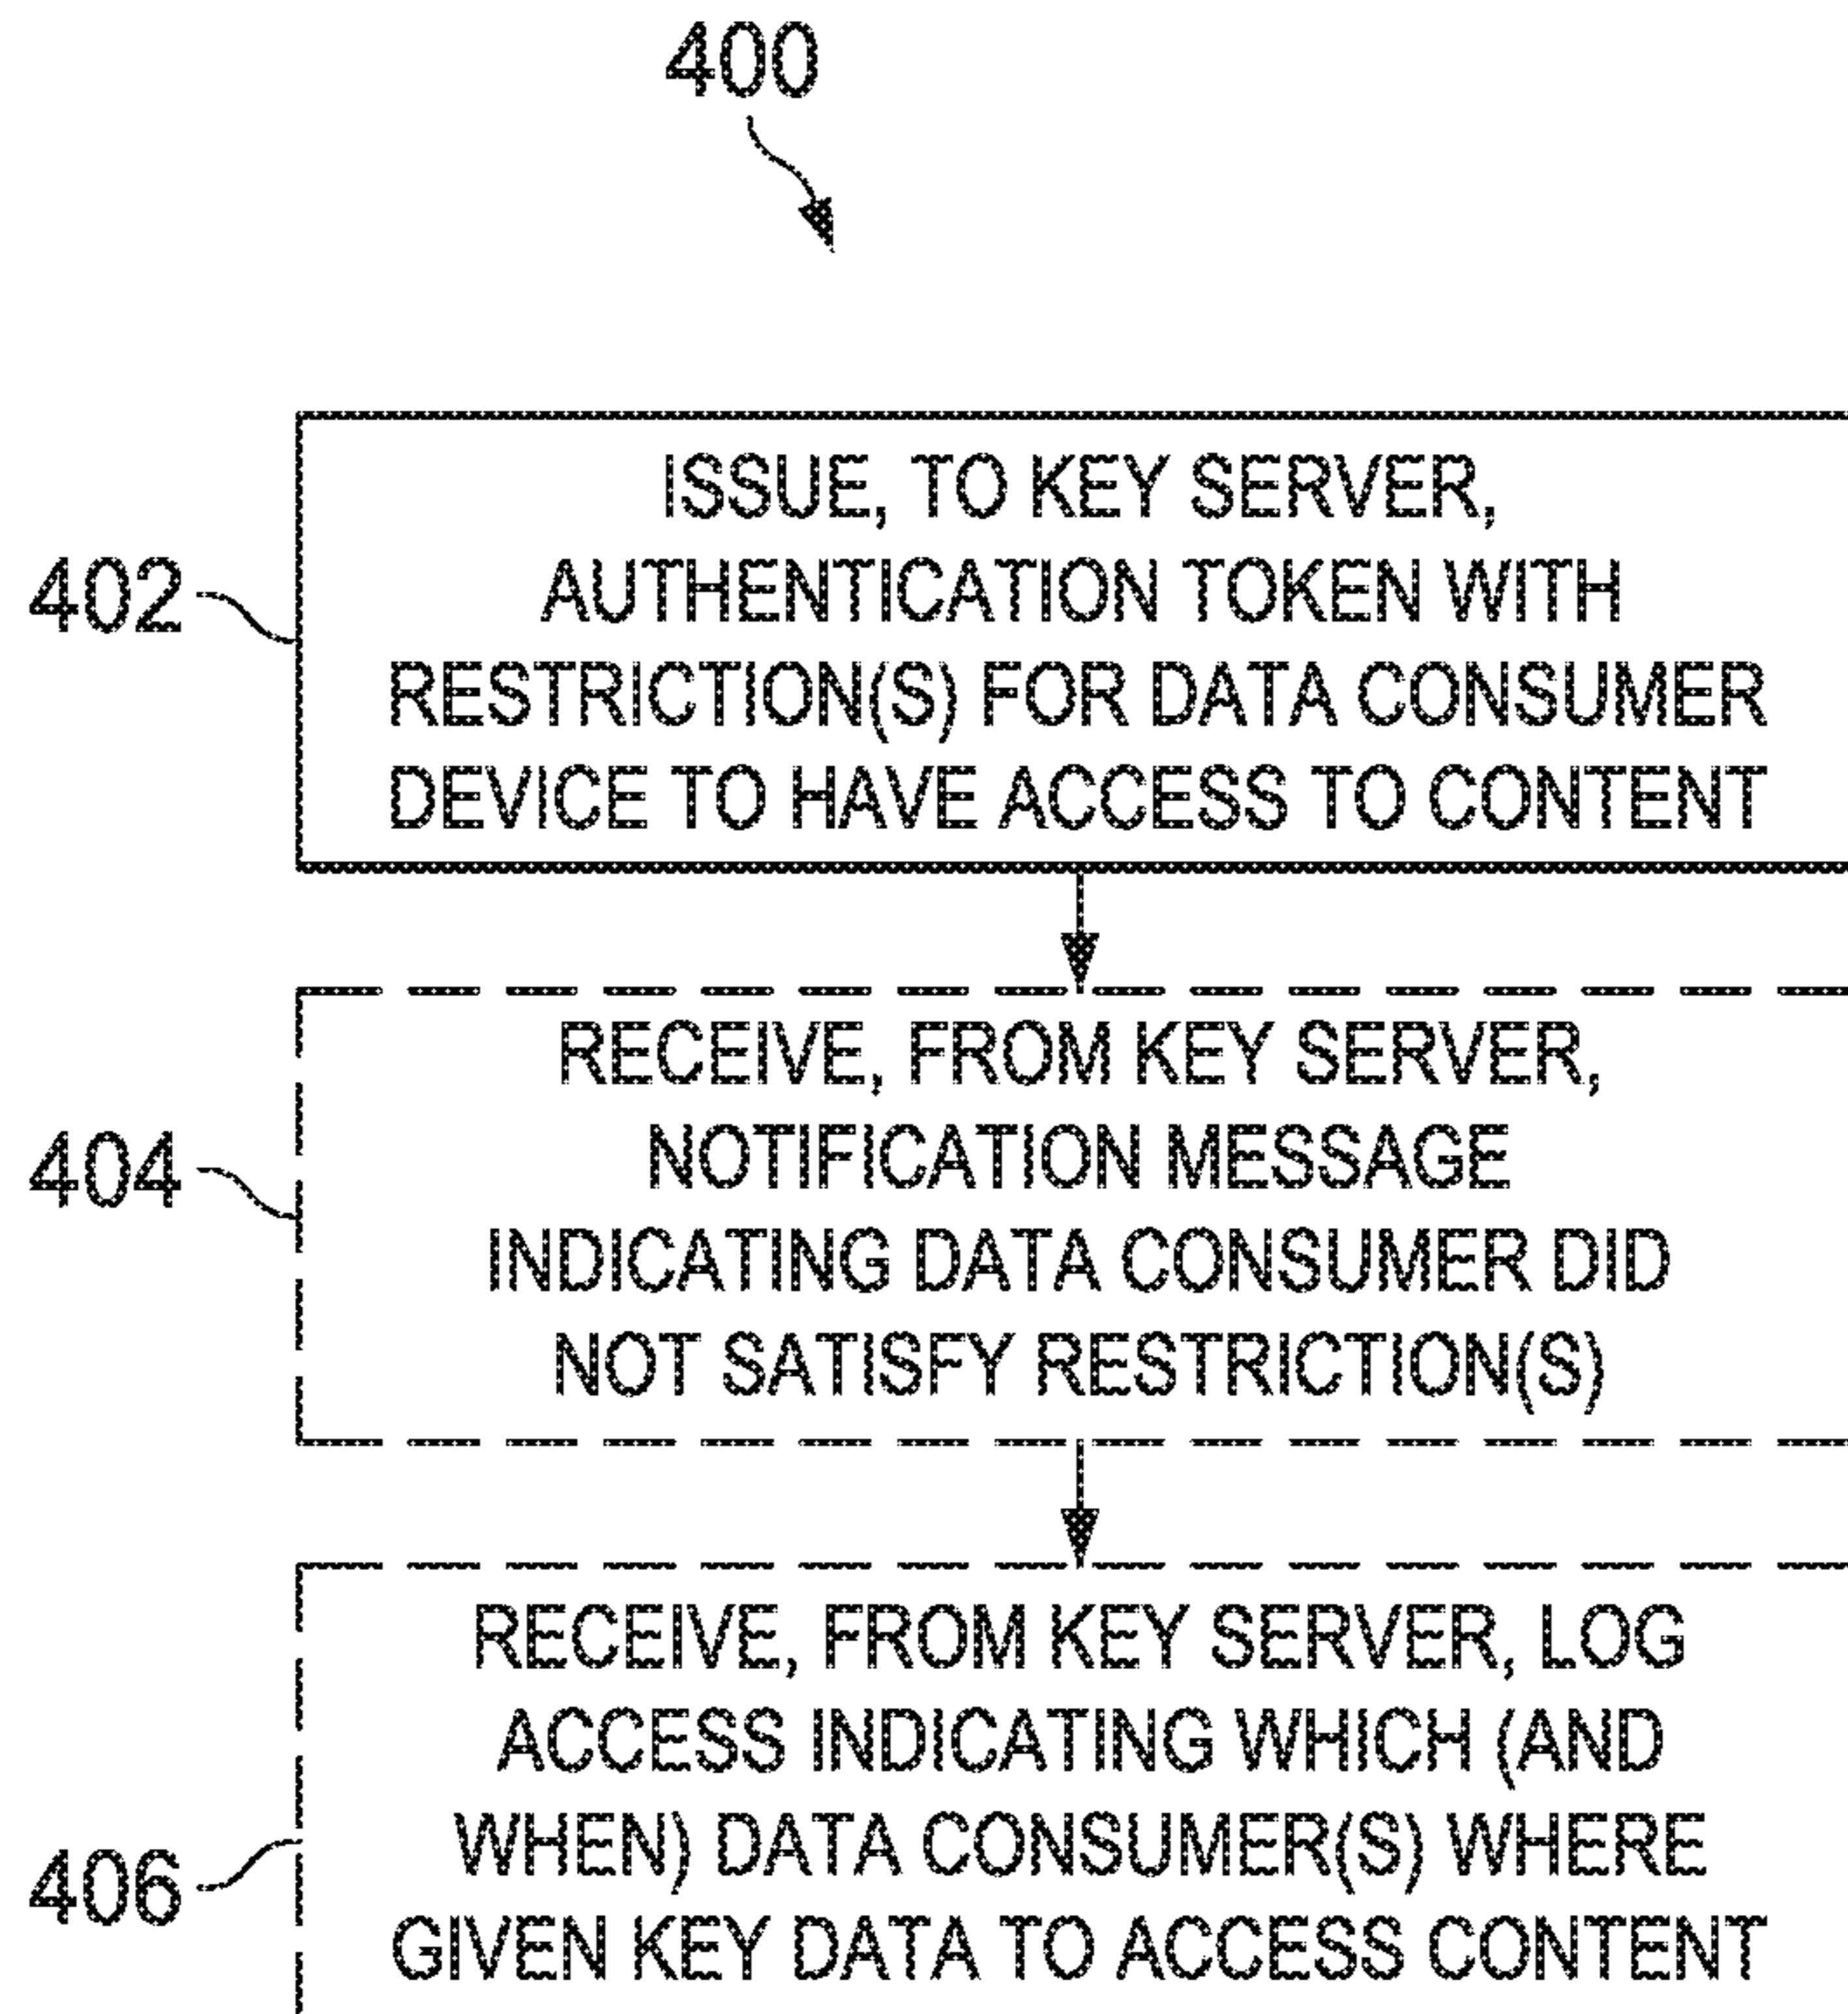 400
402
ISSUE, TO KEY SERVER,
AUTHENTICATION TOKEN WITH
RESTRICTION(S) FOR DATA CONSUMER
DEVICE TO HAVE ACCESS TO CONTENT
404
RECEIVE, FROM KEY SERVER,
NOTIFICATION MESSAGE
INDICATING DATA CONSUMER DID
NOT SATISFY RESTRICTION(S)
406
RECEIVE, FROM KEY SERVER, LOG
ACCESS INDICATING WHICH (AND
WHEN) DATA CONSUMER(S) WHERE
GIVEN KEY DATA TO ACCESS CONTENT